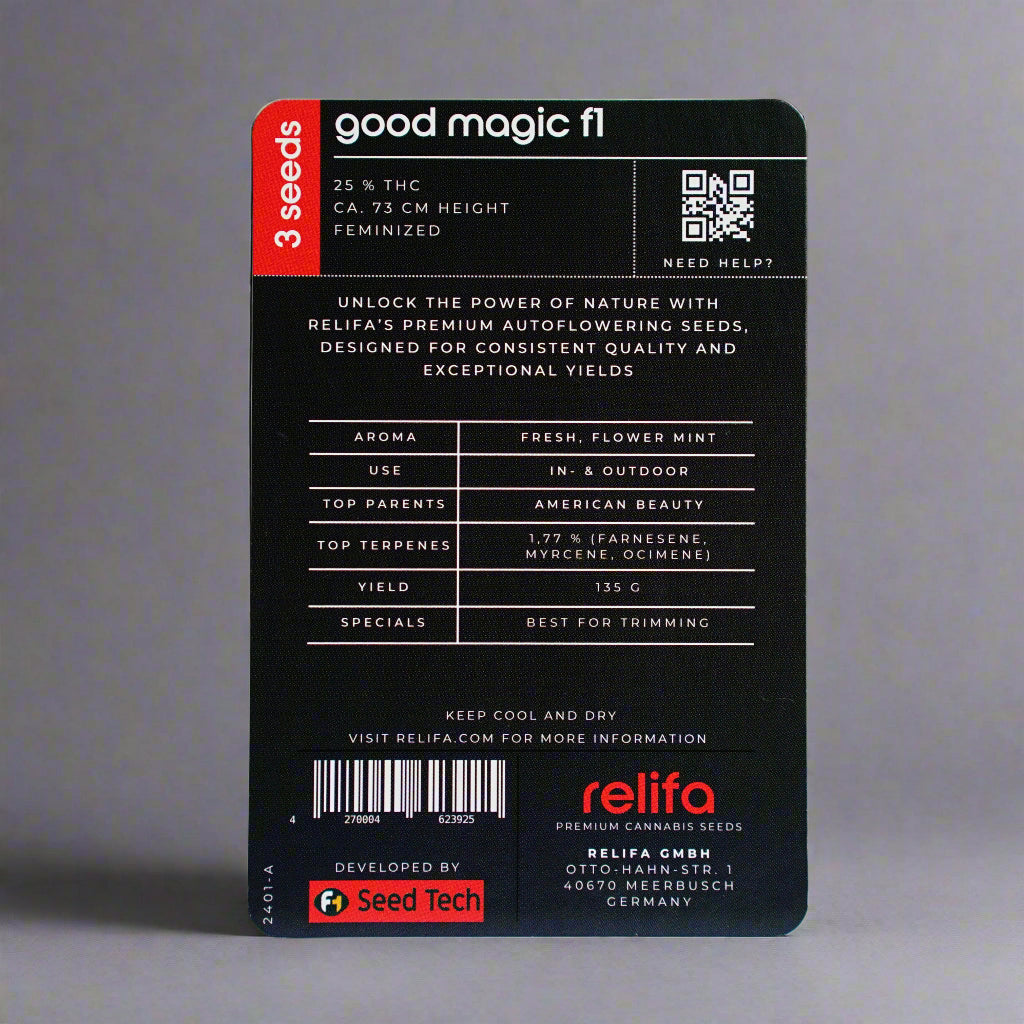 3 seeds
good magic f1
25 % THC
CA. 73 CM HEIGHT
FEMINIZED
NEED HELP?
UNLOCK THE POWER OF NATURE WITH
RELIFA'S PREMIUM AUTOFLOWERING SEEDS,
DESIGNED FOR CONSISTENT QUALITY AND
EXCEPTIONAL YIELDS
AROMA FRESH, FLOWER MINT
USE IN- & OUTDOOR
TOP PARENTS AMERICAN BEAUTY
TOP TERPENES 1,77 % (FARNESENE,
MYRCENE, OCIMENE)
YIELD 135 G
SPECIALS BEST FOR TRIMMING
KEEP COOL AND DRY
VISIT RELIFA.COM FOR MORE INFORMATION
4 270004 623925
DEVELOPED BY
F1 Seed Tech
2401-A
relifa
PREMIUM CANNABIS SEEDS
RELIFA GMBH
OTTO-HAHN-STR. 1
40670 MEERBUSCH
GERMANY